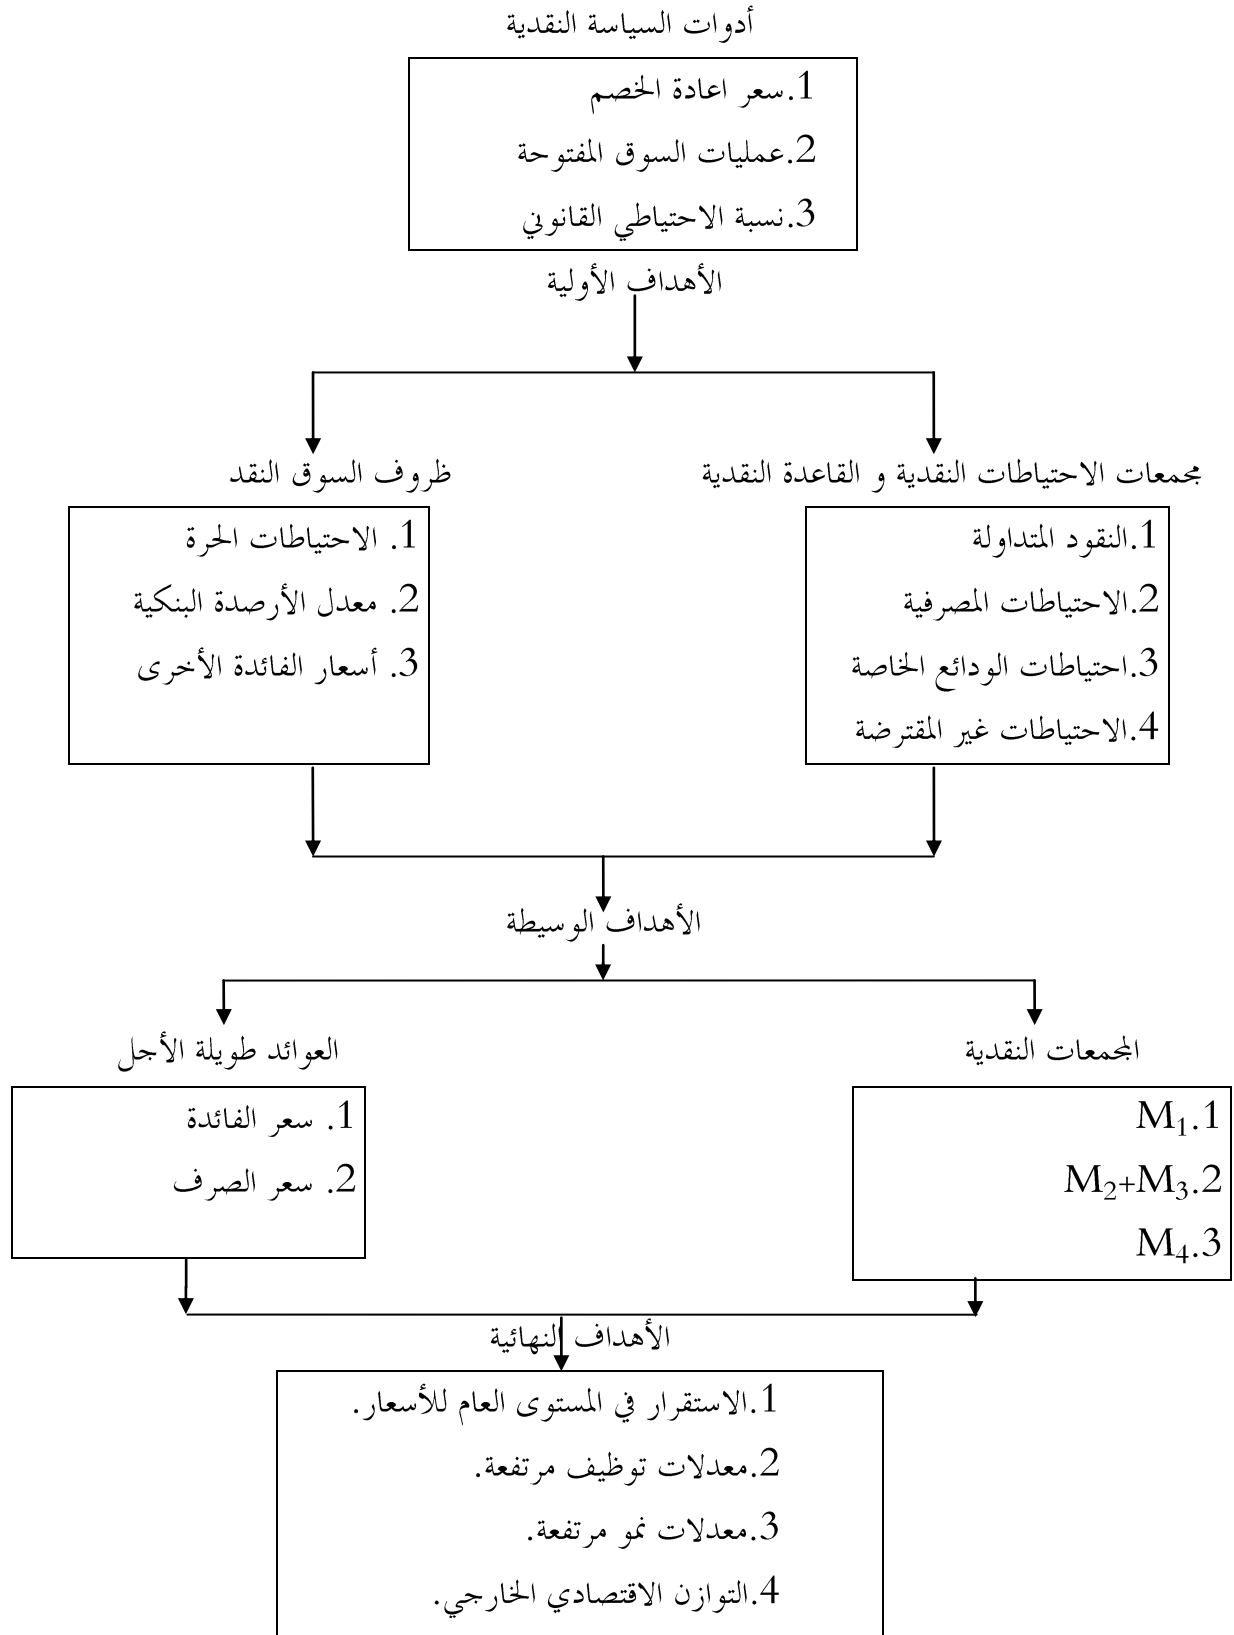 أدوات السياسة النقدية
1.سعر اعادة الخصم
2.عمليات السوق المفتوحة
3.نسبة الاحتياطي القانوني
الأهداف الأولية
مجمعات الاحتياطات النقدية و القاعدة النقدية
1.النقود المتداولة
2.الاحتياطات المصرفية
3.احتياطات الودائع الخاصة
4.الاحتياطات غير المقترضة
ظروف السوق النقد
1. الاحتياطات الحرة
2. معدل الأرصدة البنكية
3. أسعار الفائدة الأخرى
الأهداف الوسيطة
المجمعات النقدية
M₁.1
M₂+M₃.2
M₄.3
العوائد طويلة الأجل
1. سعر الفائدة
2. سعر الصرف
الأهداف النهائية
1.الاستقرار في المستوى العام للأسعار.
2.معدلات توظيف مرتفعة.
3.معدلات نمو مرتفعة.
4.التوازن الاقتصادي الخارجي.